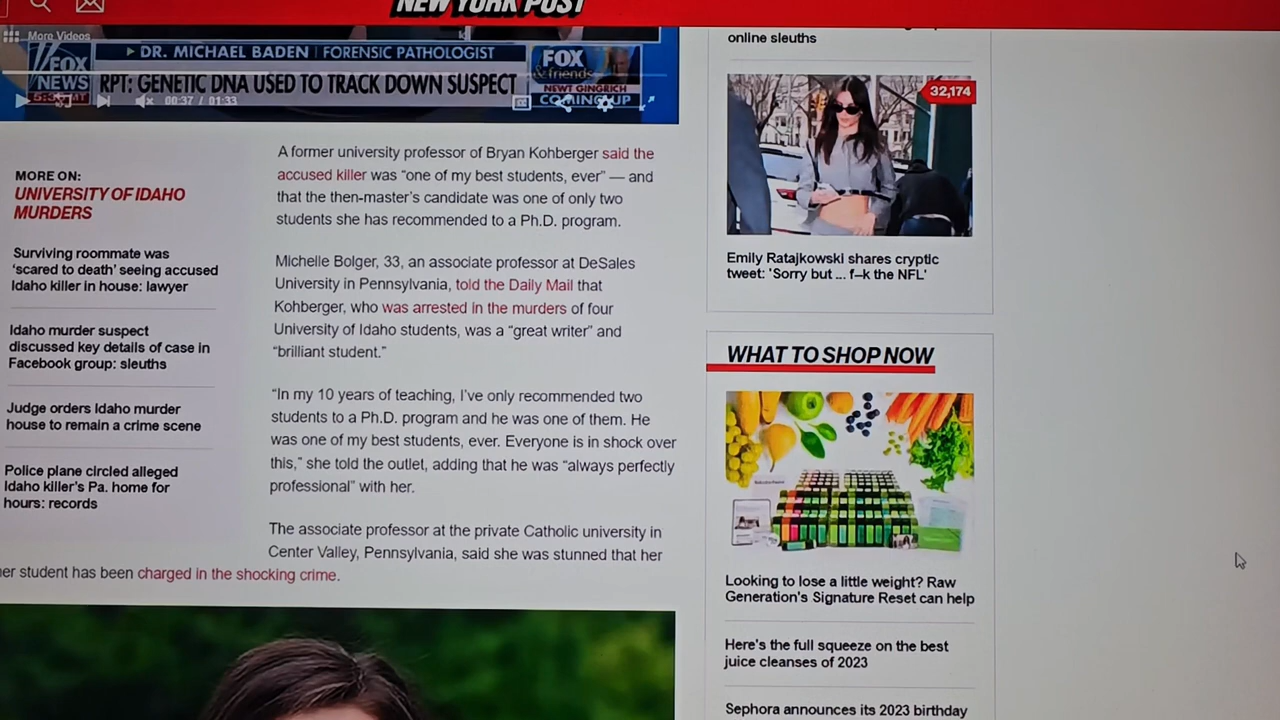 NEW YORK POST
More Videos
DR. MICHAEL BADEN | FORENSIC PATHOLOGIST
FOX
NEWS
RPT: GENETIC DNA USED TO TRACK DOWN SUSPECT
FOX
& friends
NEWT GINGRICH
COMING UP
00:37 / 01:33
MORE ON:
UNIVERSITY OF IDAHO
MURDERS
Surviving roommate was
‘scared to death’ seeing accused
Idaho killer in house: lawyer
Idaho murder suspect
discussed key details of case in
Facebook group: sleuths
Judge orders Idaho murder
house to remain a crime scene
Police plane circled alleged
Idaho killer's Pa. home for
hours: records
A former university professor of Bryan Kohberger said the
accused killer was “one of my best students, ever” — and
that the then-master’s candidate was one of only two
students she has recommended to a Ph.D. program.
Michelle Bolger, 33, an associate professor at DeSales
University in Pennsylvania, told the Daily Mail that
Kohberger, who was arrested in the murders of four
University of Idaho students, was a “great writer” and
“brilliant student.”
“In my 10 years of teaching, I’ve only recommended two
students to a Ph.D. program and he was one of them. He
was one of my best students, ever. Everyone is in shock over
this,” she told the outlet, adding that he was “always perfectly
professional” with her.
The associate professor at the private Catholic university in
Center Valley, Pennsylvania, said she was stunned that her
er student has been charged in the shocking crime.
online sleuths
32,174
Emily Ratajkowski shares cryptic
tweet: 'Sorry but ... f–k the NFL'
WHAT TO SHOP NOW
Looking to lose a little weight? Raw
Generation's Signature Reset can help
Here's the full squeeze on the best
juice cleanses of 2023
Sephora announces its 2023 birthday